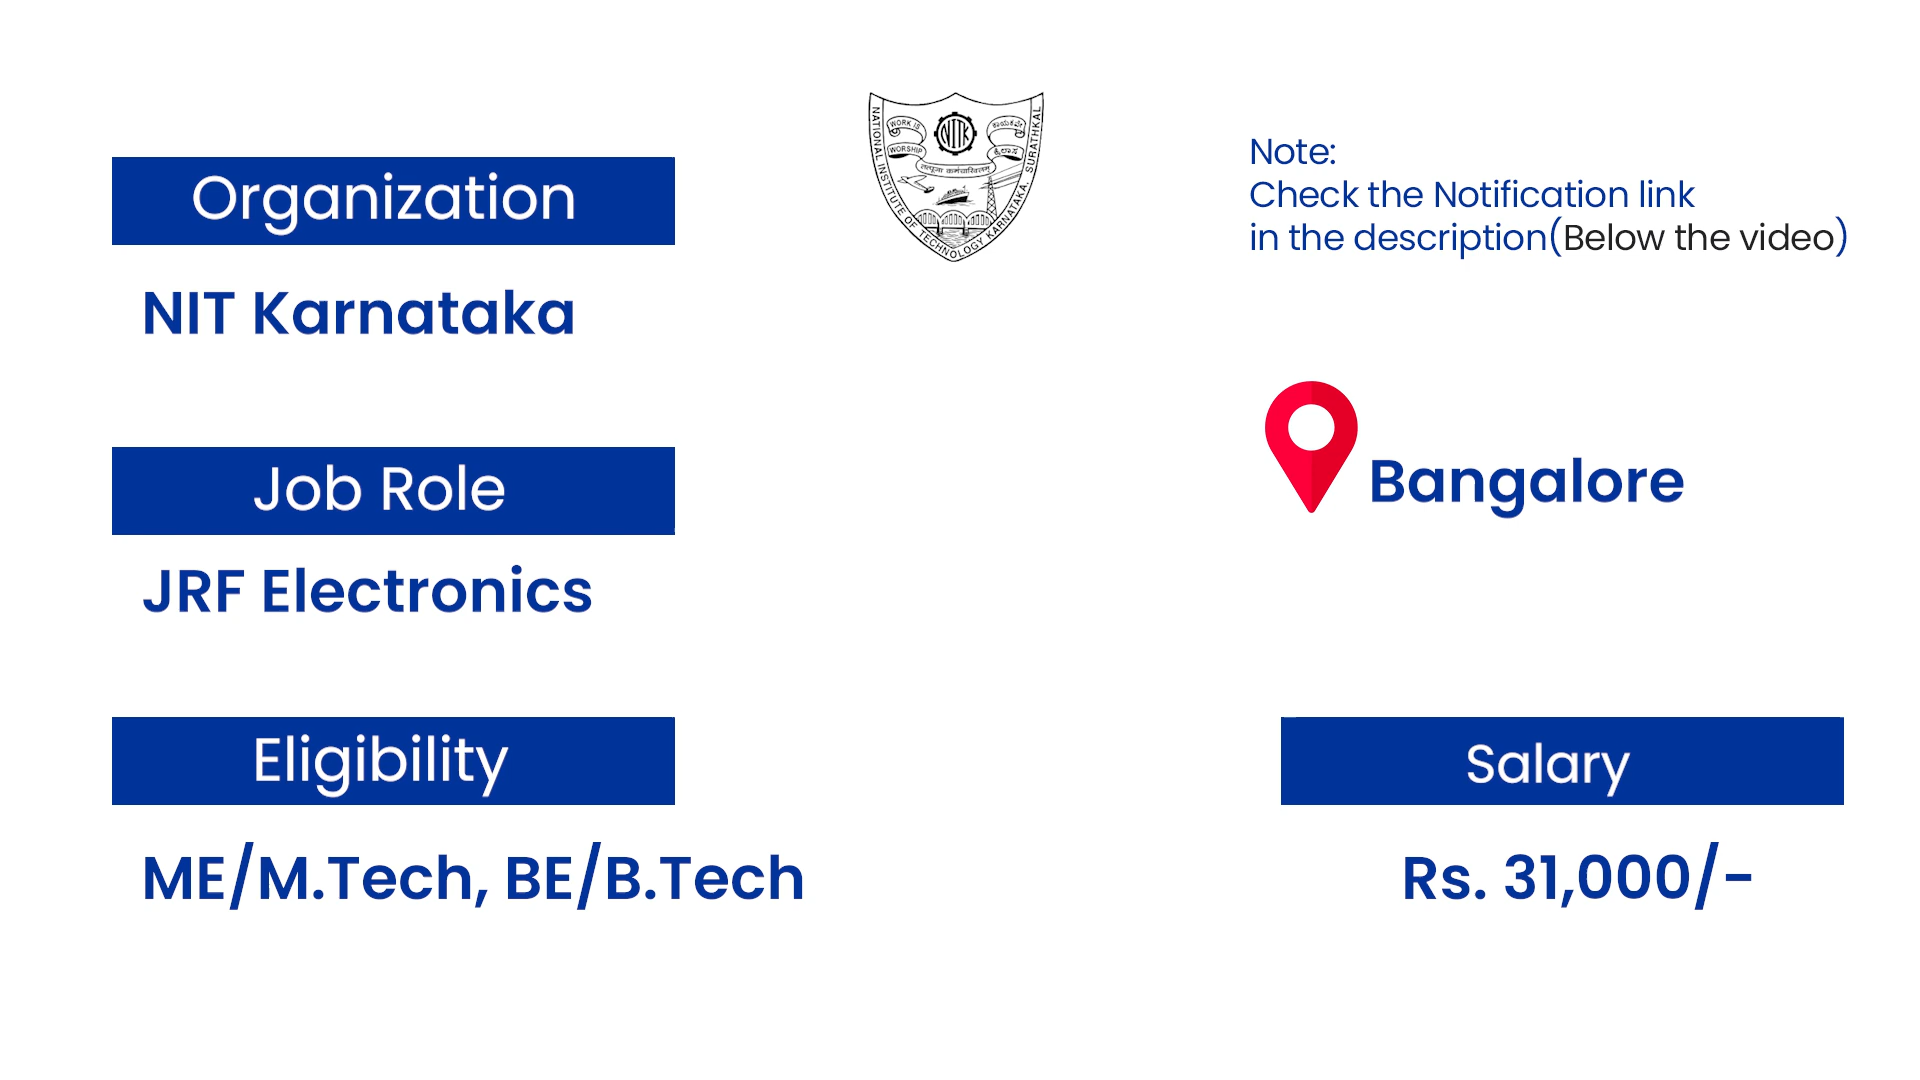 Organization
NIT Karnataka
NATIONAL INSTITUTE OF TECHNOLOGY KARNATAKA, SURATHKAL
WORK IS
WORSHIP
NITK
ಕಾಯಕವೇ
ಕೈಲಾಸ
Note:
Check the Notification link
in the description(Below the video)
Job Role
JRF Electronics
Bangalore
Eligibility
ME/M.Tech, BE/B.Tech
Salary
Rs. 31,000/-